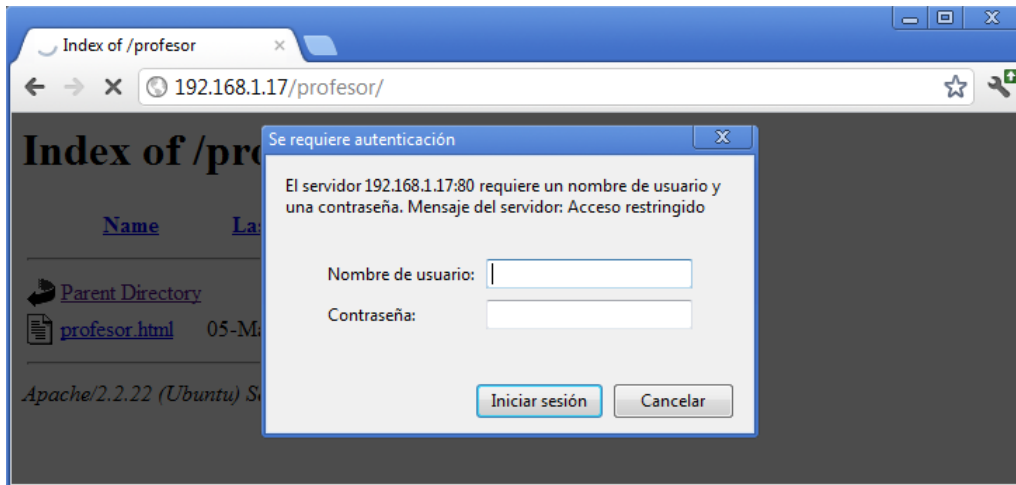 Index of /profesor
192.168.1.17/profesor/
Index of
Se requiere autenticación
El servidor 192.168.1.17:80 requiere un nombre de usuario y
una contraseña. Mensaje del servidor: Acceso restringido
Name
Nombre de usuario:
Parent Directory
profesor.html 05-
Contraseña:
Apache/2.2.22 (Ubuntu)
Iniciar sesión Cancelar